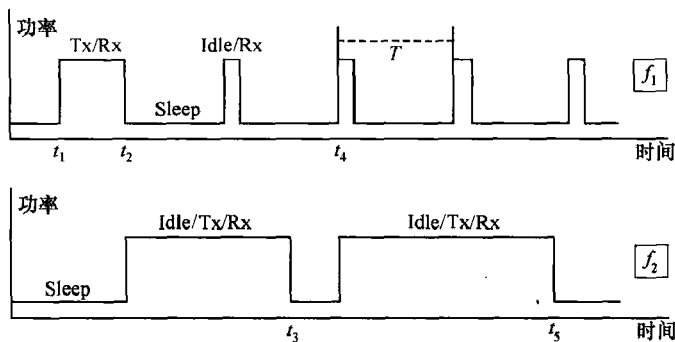 功率
Tx/Rx
Idle/Rx
T
f₁
Sleep
t₁
t₂
t₄
时间
功率
Idle/Tx/Rx
Idle/Tx/Rx
f₂
Sleep
t₃
t₅
时间